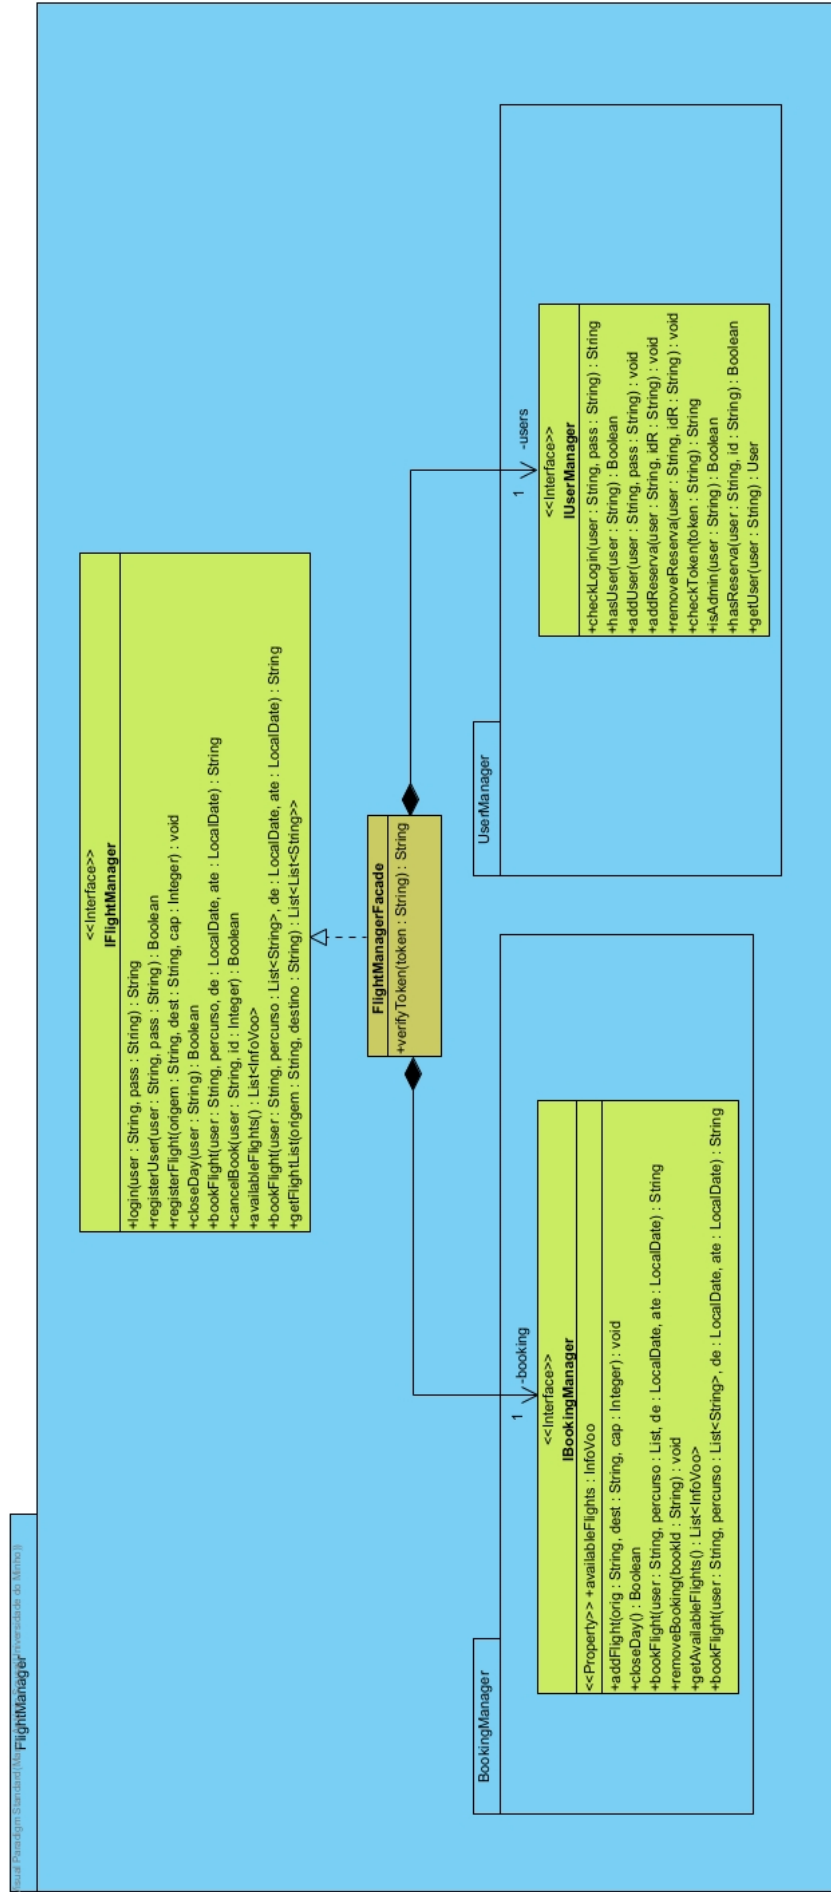 FlightManager
<<Interface>>
IFlightManager
+login(user : String, pass : String) : String
+registerUser(user : String, pass : String) : Boolean
+registerFlight(origem : String, dest : String, cap : Integer) : void
+closeDay(user : String) : Boolean
+bookFlight(user : String, percurso, de : LocalDate, ate : LocalDate) : String
+cancelBook(user : String, id : Integer) : Boolean
+availableFlights() : List<InfoVoo>
+bookFlight(user : String, percurso : List<String>, de : LocalDate, ate : LocalDate) : String
+getFlightList(origem : String, destino : String) : List<List<String>>
FlightManagerFacade
+verifyToken(token : String) : String
1
-booking
1
-users
BookingManager
<<Interface>>
IBookingManager
<<Property>> +availableFlights : InfoVoo
+addFlight(orig : String, dest : String, cap : Integer) : void
+closeDay() : Boolean
+bookFlight(user : String, percurso : List, de : LocalDate, ate : LocalDate) : String
+removeBooking(bookId : String) : void
+getAvailableFlights() : List<InfoVoo>
+bookFlight(user : String, percurso : List<String>, de : LocalDate, ate : LocalDate) : String
UserManager
<<Interface>>
IUserManager
+checkLogin(user : String, pass : String) : String
+hasUser(user : String) : Boolean
+addUser(user : String, pass : String) : void
+addReserva(user : String, idR : String) : void
+removeReserva(user : String, idR : String) : void
+checkToken(token : String) : String
+isAdmin(user : String) : Boolean
+hasReserva(user : String, id : String) : Boolean
+getUser(user : String) : User